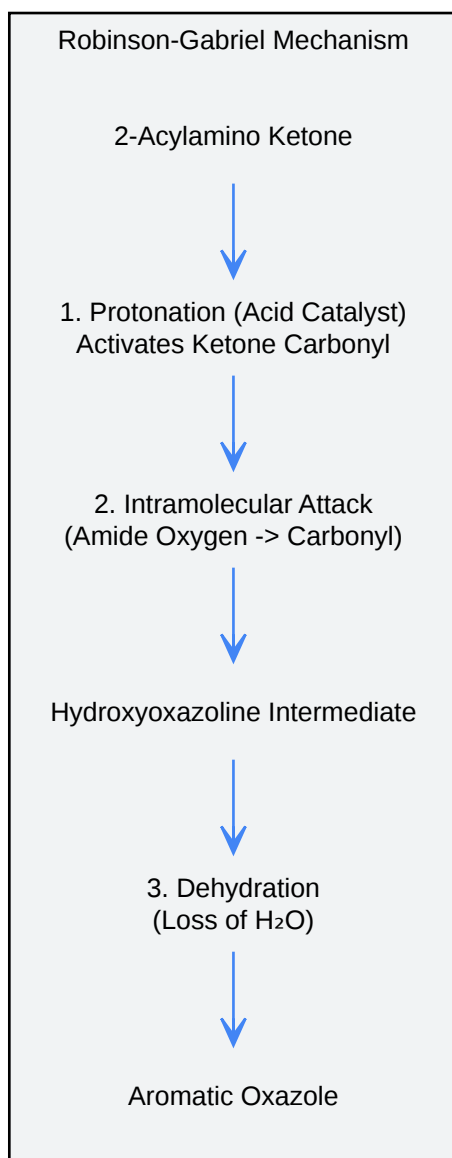 Robinson-Gabriel Mechanism
2-Acylamino Ketone
1. Protonation (Acid Catalyst)
Activates Ketone Carbonyl
2. Intramolecular Attack
(Amide Oxygen -> Carbonyl)
Hydroxyoxazoline Intermediate
3. Dehydration
(Loss of H₂O)
Aromatic Oxazole